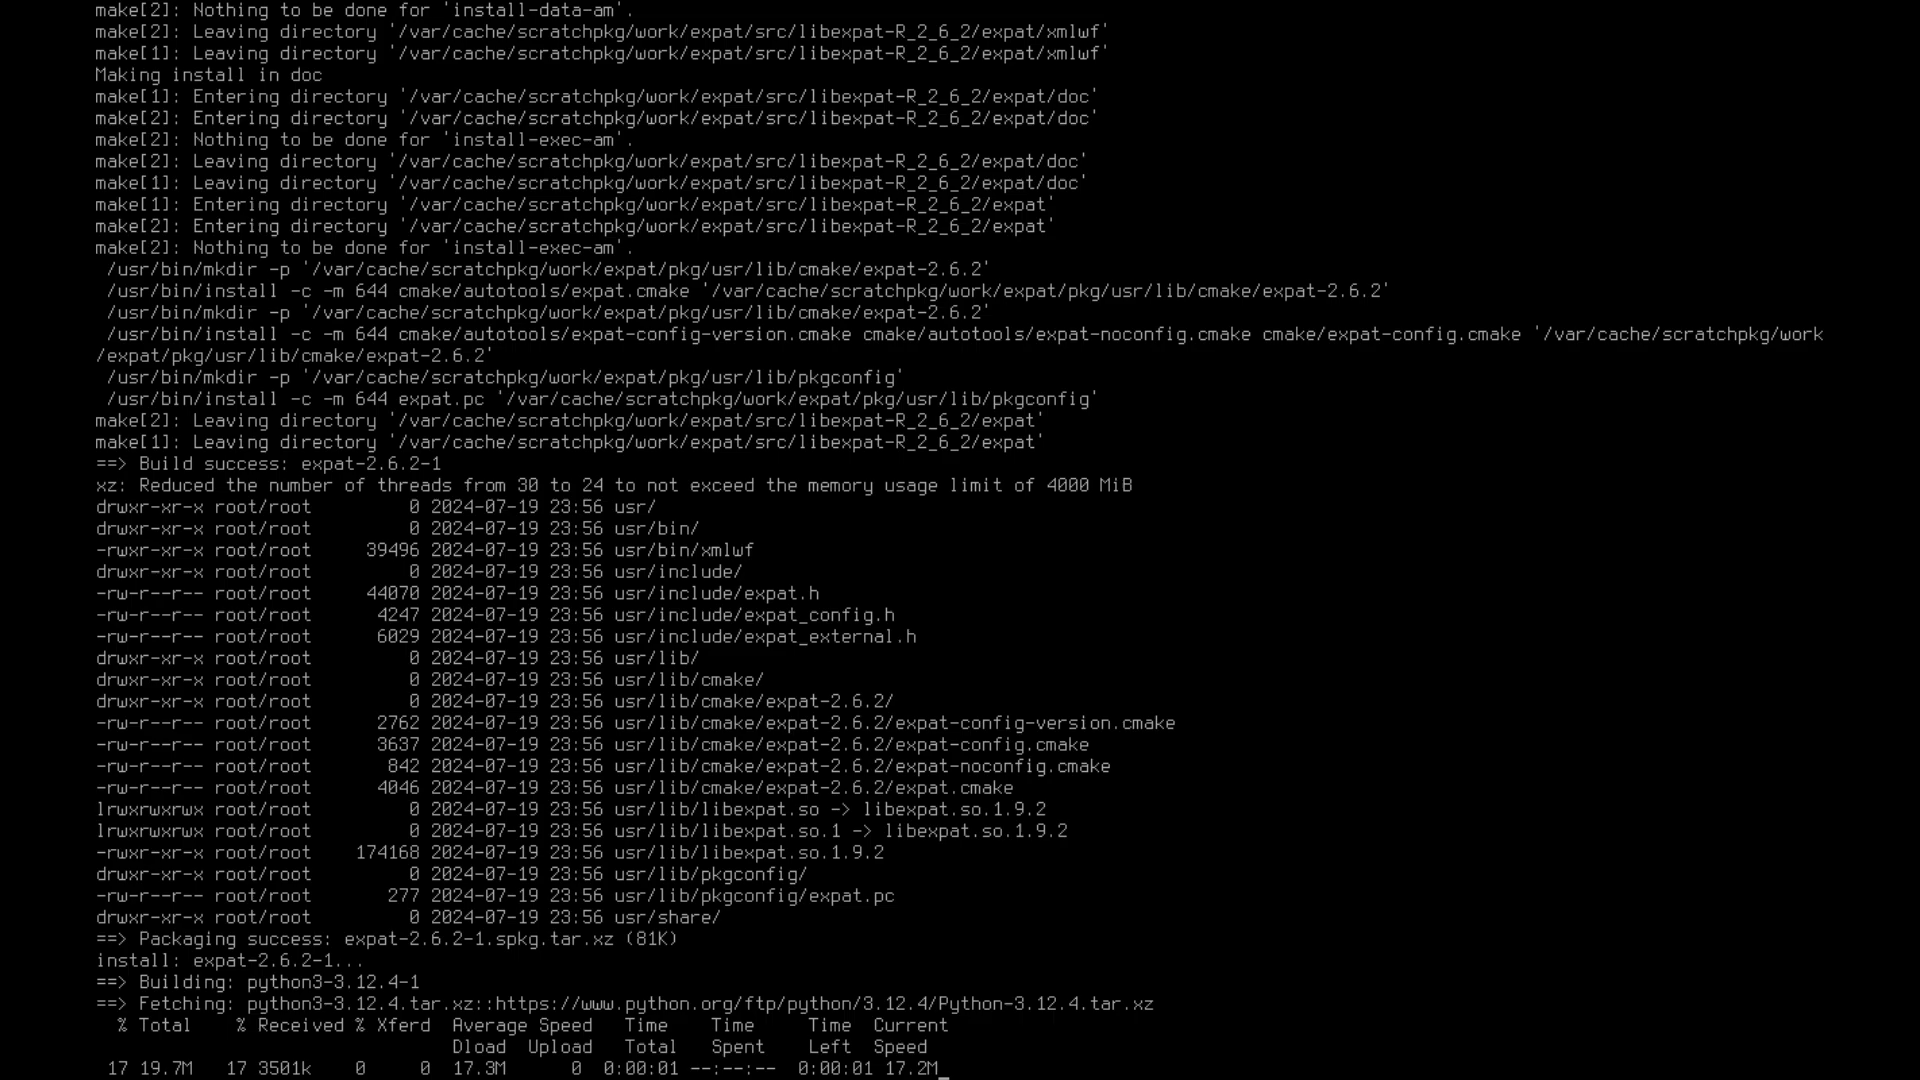 make[2]: Nothing to be done for 'install-data-am'.
make[2]: Leaving directory '/var/cache/scratchpkg/work/expat/src/libexpat-R_2_6_2/expat/xmlwf'
make[1]: Leaving directory '/var/cache/scratchpkg/work/expat/src/libexpat-R_2_6_2/expat/xmlwf'
Making install in doc
make[1]: Entering directory '/var/cache/scratchpkg/work/expat/src/libexpat-R_2_6_2/expat/doc'
make[2]: Entering directory '/var/cache/scratchpkg/work/expat/src/libexpat-R_2_6_2/expat/doc'
make[2]: Nothing to be done for 'install-exec-am'.
make[2]: Leaving directory '/var/cache/scratchpkg/work/expat/src/libexpat-R_2_6_2/expat/doc'
make[1]: Leaving directory '/var/cache/scratchpkg/work/expat/src/libexpat-R_2_6_2/expat/doc'
make[1]: Entering directory '/var/cache/scratchpkg/work/expat/src/libexpat-R_2_6_2/expat'
make[2]: Entering directory '/var/cache/scratchpkg/work/expat/src/libexpat-R_2_6_2/expat'
make[2]: Nothing to be done for 'install-exec-am'.
 /usr/bin/mkdir -p '/var/cache/scratchpkg/work/expat/pkg/usr/lib/cmake/expat-2.6.2'
 /usr/bin/install -c -m 644 cmake/autotools/expat.cmake '/var/cache/scratchpkg/work/expat/pkg/usr/lib/cmake/expat-2.6.2'
 /usr/bin/mkdir -p '/var/cache/scratchpkg/work/expat/pkg/usr/lib/cmake/expat-2.6.2'
 /usr/bin/install -c -m 644 cmake/autotools/expat-config-version.cmake cmake/autotools/expat-noconfig.cmake cmake/expat-config.cmake '/var/cache/scratchpkg/work
/expat/pkg/usr/lib/cmake/expat-2.6.2'
 /usr/bin/mkdir -p '/var/cache/scratchpkg/work/expat/pkg/usr/lib/pkgconfig'
 /usr/bin/install -c -m 644 expat.pc '/var/cache/scratchpkg/work/expat/pkg/usr/lib/pkgconfig'
make[2]: Leaving directory '/var/cache/scratchpkg/work/expat/src/libexpat-R_2_6_2/expat'
make[1]: Leaving directory '/var/cache/scratchpkg/work/expat/src/libexpat-R_2_6_2/expat'
==> Build success: expat-2.6.2-1
xz: Reduced the number of threads from 30 to 24 to not exceed the memory usage limit of 4000 MiB
drwxr-xr-x root/root         0 2024-07-19 23:56 usr/
drwxr-xr-x root/root         0 2024-07-19 23:56 usr/bin/
-rwxr-xr-x root/root     39496 2024-07-19 23:56 usr/bin/xmlwf
drwxr-xr-x root/root         0 2024-07-19 23:56 usr/include/
-rw-r--r-- root/root     44070 2024-07-19 23:56 usr/include/expat.h
-rw-r--r-- root/root      4247 2024-07-19 23:56 usr/include/expat_config.h
-rw-r--r-- root/root      6029 2024-07-19 23:56 usr/include/expat_external.h
drwxr-xr-x root/root         0 2024-07-19 23:56 usr/lib/
drwxr-xr-x root/root         0 2024-07-19 23:56 usr/lib/cmake/
drwxr-xr-x root/root         0 2024-07-19 23:56 usr/lib/cmake/expat-2.6.2/
-rw-r--r-- root/root      2762 2024-07-19 23:56 usr/lib/cmake/expat-2.6.2/expat-config-version.cmake
-rw-r--r-- root/root      3637 2024-07-19 23:56 usr/lib/cmake/expat-2.6.2/expat-config.cmake
-rw-r--r-- root/root       842 2024-07-19 23:56 usr/lib/cmake/expat-2.6.2/expat-noconfig.cmake
-rw-r--r-- root/root      4046 2024-07-19 23:56 usr/lib/cmake/expat-2.6.2/expat.cmake
lrwxrwxrwx root/root         0 2024-07-19 23:56 usr/lib/libexpat.so -> libexpat.so.1.9.2
lrwxrwxrwx root/root         0 2024-07-19 23:56 usr/lib/libexpat.so.1 -> libexpat.so.1.9.2
-rwxr-xr-x root/root    174168 2024-07-19 23:56 usr/lib/libexpat.so.1.9.2
drwxr-xr-x root/root         0 2024-07-19 23:56 usr/lib/pkgconfig/
-rw-r--r-- root/root       277 2024-07-19 23:56 usr/lib/pkgconfig/expat.pc
drwxr-xr-x root/root         0 2024-07-19 23:56 usr/share/
==> Packaging success: expat-2.6.2-1.spkg.tar.xz (81K)
install: expat-2.6.2-1...
==> Building: python3-3.12.4-1
==> Fetching: python3-3.12.4.tar.xz::https://www.python.org/ftp/python/3.12.4/Python-3.12.4.tar.xz
  % Total    % Received % Xferd  Average Speed   Time    Time     Time  Current
                                 Dload  Upload   Total   Spent    Left  Speed
 17 19.7M   17 3501k    0     0  17.3M      0  0:00:01 --:--:--  0:00:01 17.2M_